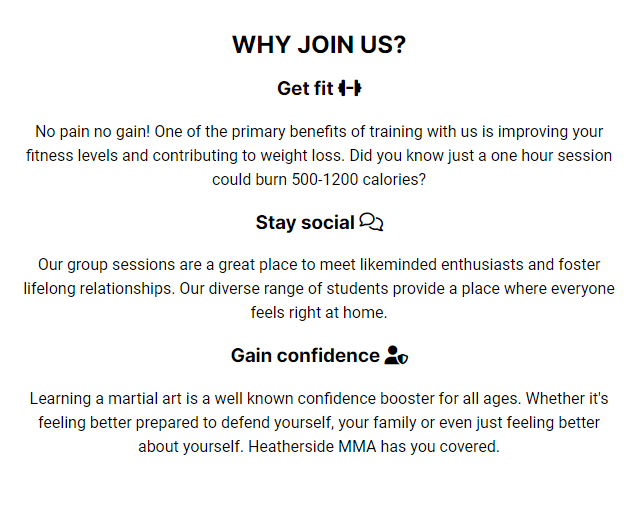 WHY JOIN US?
Get fit
No pain no gain! One of the primary benefits of training with us is improving your
fitness levels and contributing to weight loss. Did you know just a one hour session
could burn 500-1200 calories?
Stay social
Our group sessions are a great place to meet likeminded enthusiasts and foster
lifelong relationships. Our diverse range of students provide a place where everyone
feels right at home.
Gain confidence
Learning a martial art is a well known confidence booster for all ages. Whether it's
feeling better prepared to defend yourself, your family or even just feeling better
about yourself. Heatherside MMA has you covered.